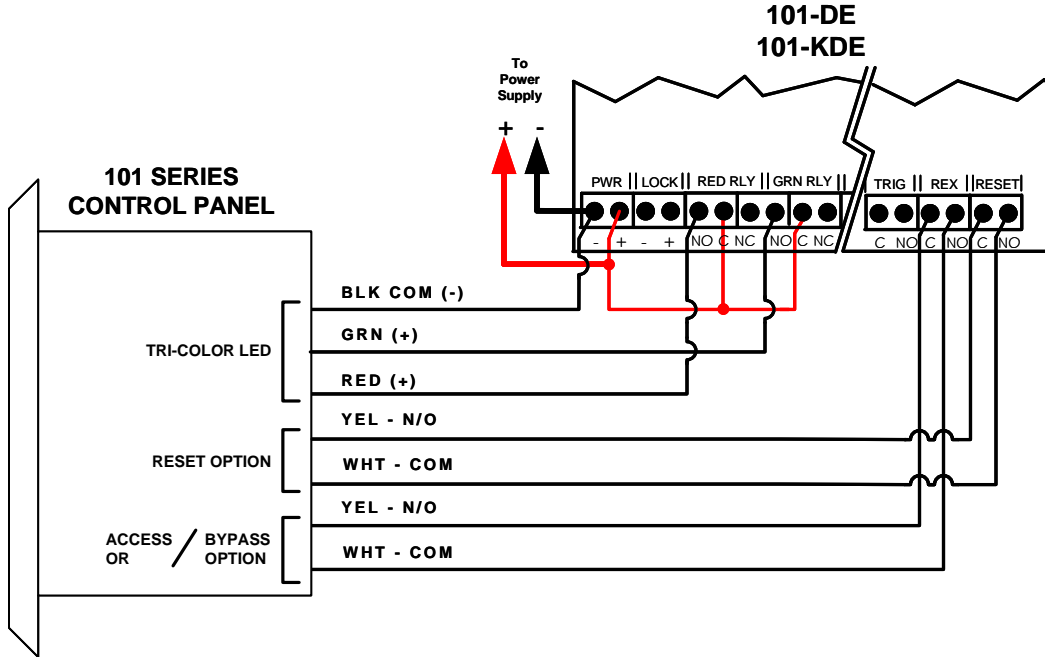 101-DE
101-KDE
To
Power
Supply
+ -
101 SERIES
CONTROL PANEL
PWR || LOCK || RED RLY || GRN RLY ||
TRIG || REX || RESET|
- + - + NO C NC NO C NC
C NO C NO C NO
BLK COM (-)
GRN (+)
TRI-COLOR LED
RED (+)
YEL - N/O
RESET OPTION
WHT - COM
YEL - N/O
ACCESS / BYPASS
OR OPTION
WHT - COM